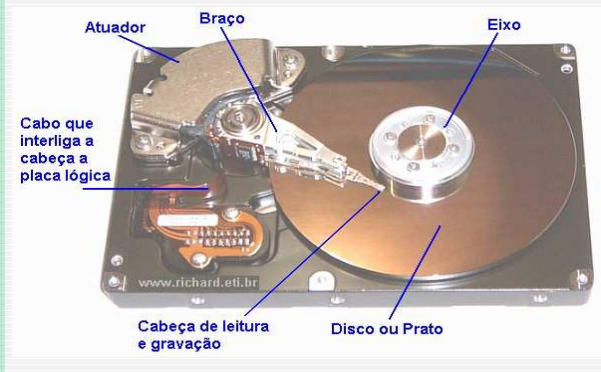 Atuador
Braço
Eixo
Cabo que
interliga a
cabeça a
placa lógica
www.richard.eti.br
Cabeça de leitura
e gravação
Disco ou Prato